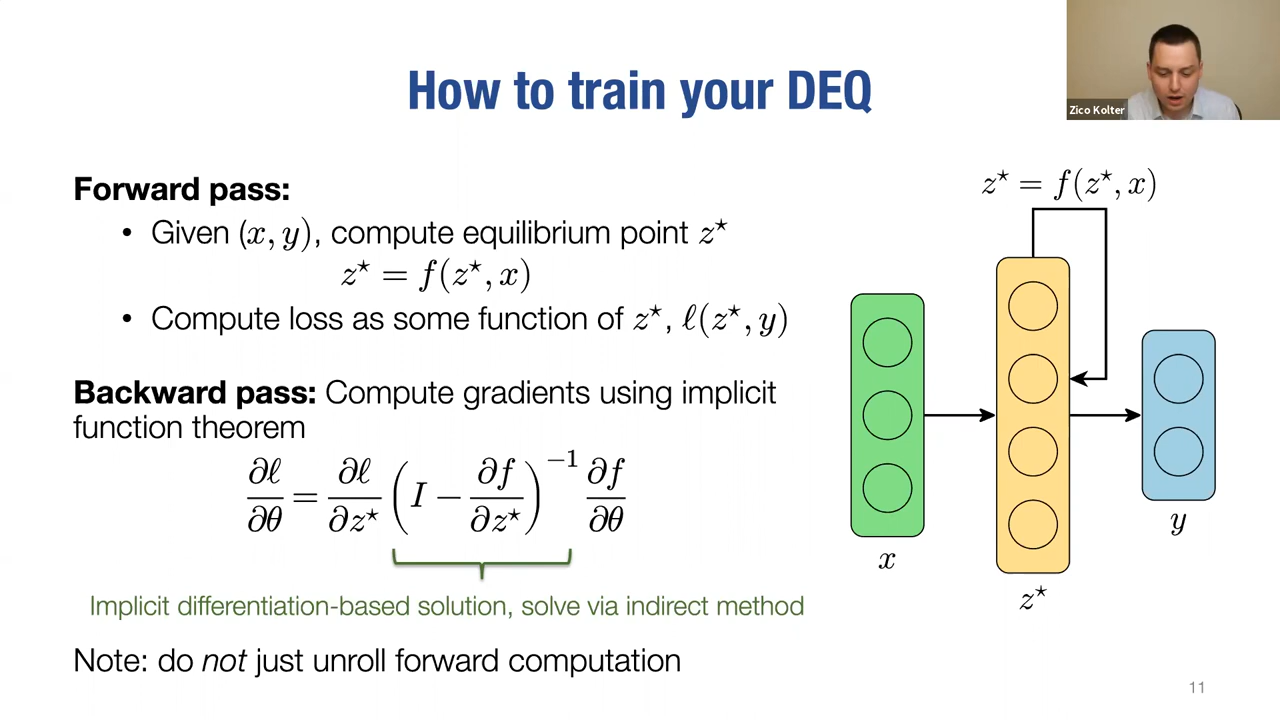 How to train your DEQ
Zico Kolter
Forward pass:
• Given (x, y), compute equilibrium point z⋆
z⋆ = f(z⋆, x)
• Compute loss as some function of z⋆, ℓ(z⋆, y)
Backward pass: Compute gradients using implicit
function theorem
∂ℓ/∂θ = ∂ℓ/∂z⋆ (I − ∂f/∂z⋆)⁻¹ ∂f/∂θ
Implicit differentiation-based solution, solve via indirect method
Note: do not just unroll forward computation
z⋆ = f(z⋆, x)
x
z⋆
y
11